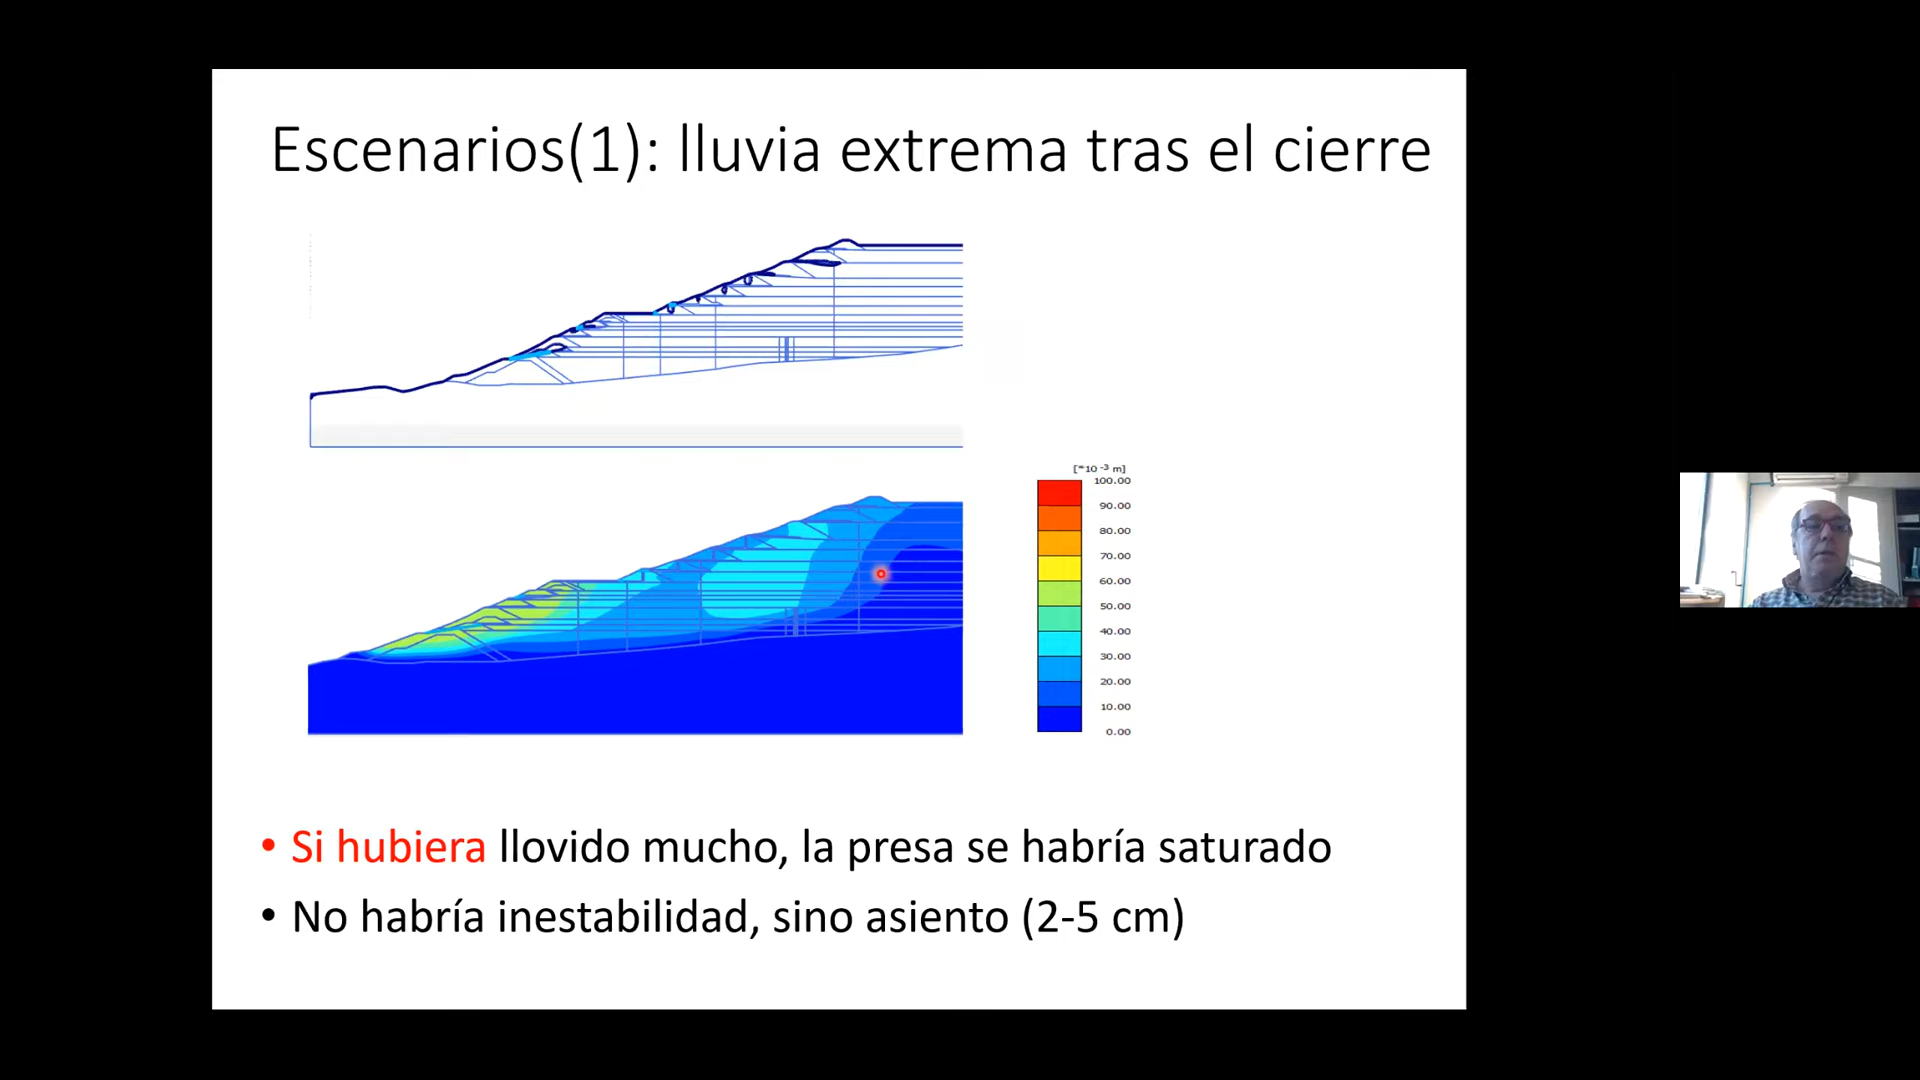 Escenarios(1): lluvia extrema tras el cierre
[*10 -3 m]
100.00
90.00
80.00
70.00
60.00
50.00
40.00
30.00
20.00
10.00
0.00
• Si hubiera llovido mucho, la presa se habría saturado
• No habría inestabilidad, sino asiento (2-5 cm)